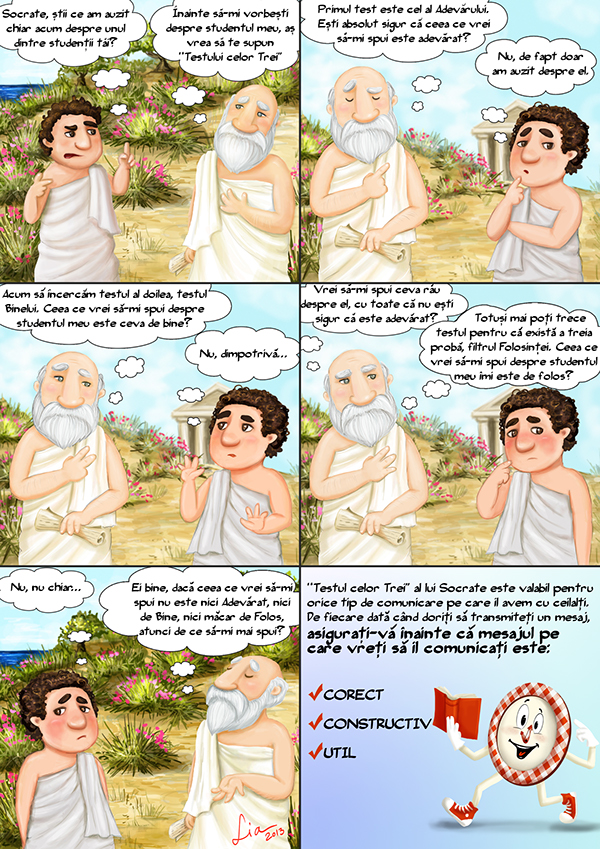 Socrate, știi ce am auzit
chiar acum despre unul
dintre studenții tăi?
Înainte să-mi vorbești
despre studentul meu, aș
vrea să te supun
"Testului celor Trei"
Primul test este cel al Adevărului.
Ești absolut sigur că ceea ce vrei
să-mi spui este adevărat?
Nu, de fapt doar
am auzit despre el.
Acum să încercăm testul al doilea, testul
Binelui. Ceea ce vrei să-mi spui despre
studentul meu este ceva de bine?
Nu, dimpotrivă...
Vrei să-mi spui ceva rău
despre el, cu toate că nu ești
sigur că este adevărat?
Totuși mai poți trece
testul pentru că există a treia
probă, filtrul Folosinței. Ceea ce
vrei să-mi spui despre studentul
meu îmi este de folos?
Nu, nu chiar...
Ei bine, dacă ceea ce vrei să-mi
spui nu este nici Adevărat, nici
de Bine, nici măcar de Folos,
atunci de ce să-mi mai spui?
"Testul celor Trei" al lui Socrate este valabil pentru
orice tip de comunicare pe care îl avem cu ceilalți.
De fiecare dată când doriți să transmiteți un mesaj,
asigurați-vă înainte că mesajul pe
care vreți să îl comunicați este:
CORECT
CONSTRUCTIV
UTIL
Lia
2013